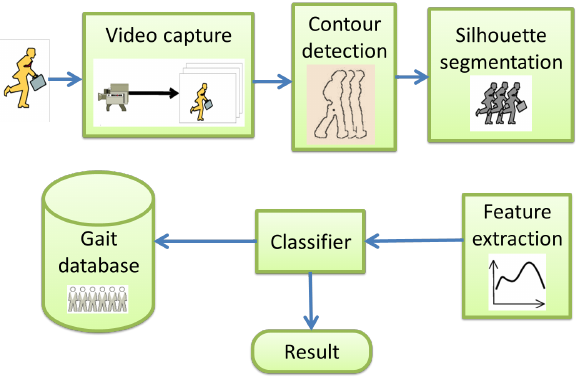 Video capture
Contour
detection
Silhouette
segmentation
Gait
database
Classifier
Feature
extraction
Result